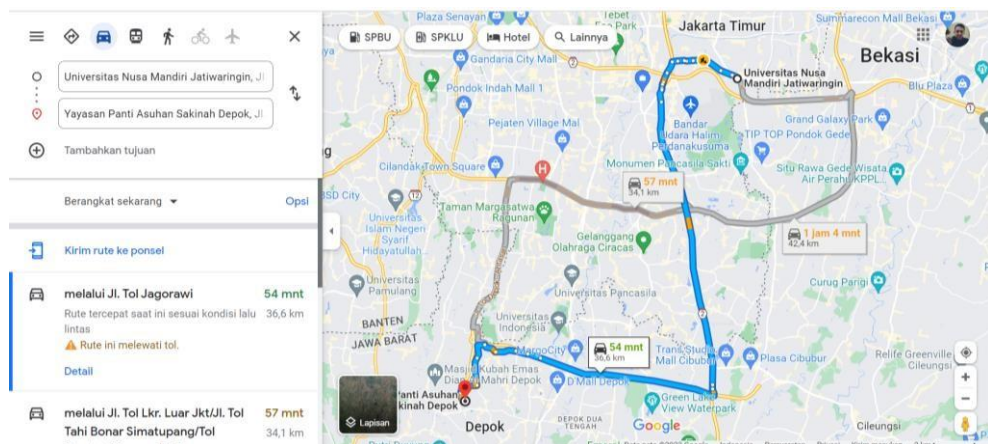 Universitas Nusa Mandiri Jatiwaringin, Jl
Yayasan Panti Asuhan Sakinah Depok, Jl
Tambahkan tujuan
Berangkat sekarang
Opsi
Kirim rute ke ponsel
melalui Jl. Tol Jagorawi 54 mnt
Rute tercepat saat ini sesuai kondisi lalu 36,6 km
lintas
Rute ini melewati tol.
Detail
melalui Jl. Tol Lkr. Luar Jkt/Jl. Tol 57 mnt
Tahi Bonar Simatupang/Tol 34,1 km
SPBU
SPKLU
Hotel
Lainnya
Plaza Senayan
Tebet
Jakarta Timur
Summarecon Mall Bekasi
Gandaria City Mall
Bekasi
Universitas Nusa
Mandiri Jatiwaringin
Blu Plaza
Pondok Indah Mall 1
Bandar
Udara Halim
Perdanakusuma
Grand Galaxy Park
TIP TOP Pondok Gede
Pejaten Village Mal
Cilandak Town Square
Monumen Pancasila Sakti
Situ Rawa Gede Wisata
Air Perahu KPPL...
BSD City
57 mnt
34,1 km
Taman Margasatwa
Ragunan
Universitas
Islam Negeri
Syarif
Hidayatullah
1 jam 4 mnt
42,4 km
Gelanggang
Olahraga Ciracas
Universitas
Pamulang
Universitas Pancasila
Curug Pangi
BANTEN
JAWA BARAT
Universitas
Indonesia
MargoCity
54 mnt
36,6 km
Trans Studio
Mall Cibubur
Plasa Cibubur
Relife Greenville
Cileungsi
Masjid Kubah Emas
Dian Al Mahri Depok
D'Mall Depok
Panti Asuhan
Sakinah Depok
Green Lake
View Waterpark
Lapisan
Depok
DEPOK DUA
TENGAH
Google
Cileungsi